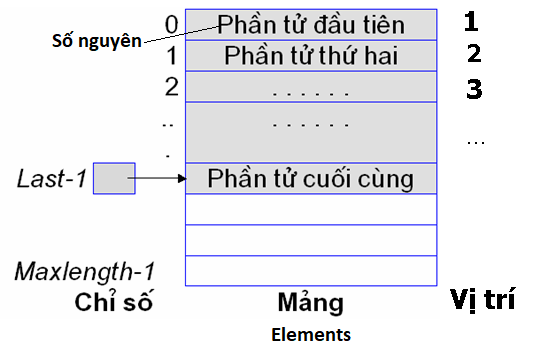 0 Phần tử đầu tiên 1
Số nguyên
1 Phần tử thứ hai 2
2 . . . . . . 3
.. . . . . . . ...
.
Last-1 Phần tử cuối cùng
Maxlength-1
Chỉ số Mảng Vị trí
Elements